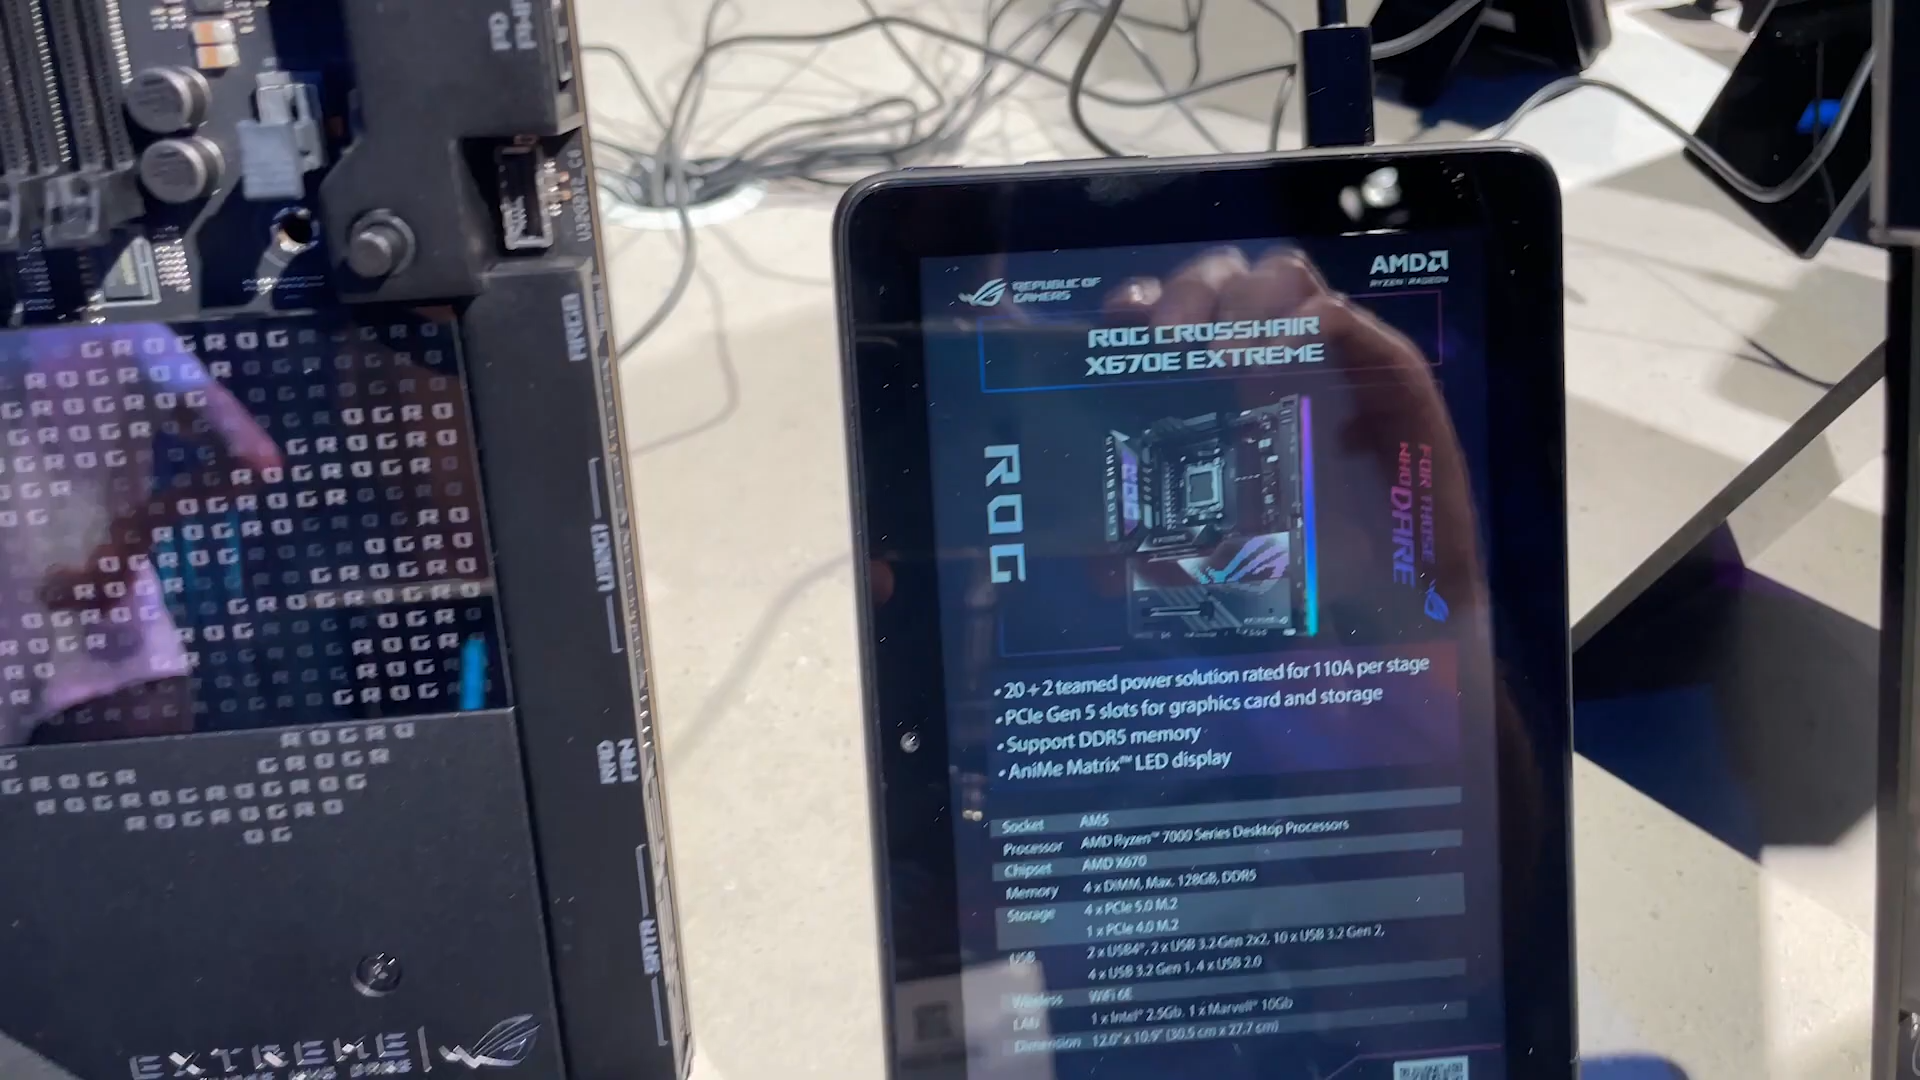 U32G12_C4
ARGB
U32G1
RAD
FAN
SATA
EXTREME
REPUBLIC OF
GAMERS
AMD
RYZEN RADEON
ROG CROSSHAIR
X670E EXTREME
ROG
FOR THOSE
WHO DARE
• 20 + 2 teamed power solution rated for 110A per stage
• PCIe Gen 5 slots for graphics card and storage
• Support DDR5 memory
• AniMe Matrix™ LED display
Socket AM5
Processor AMD Ryzen™ 7000 Series Desktop Processors
Chipset AMD X670
Memory 4 x DIMM, Max. 128GB, DDR5
Storage 4 x PCIe 5.0 M.2
1 x PCIe 4.0 M.2
USB 2 x USB4®, 2 x USB 3.2 Gen 2x2, 10 x USB 3.2 Gen 2,
4 x USB 3.2 Gen 1, 4 x USB 2.0
Wireless WiFi 6E
LAN 1 x Intel® 2.5Gb, 1 x Marvell® 10Gb
Dimension 12.0" x 10.9" (30.5 cm x 27.7 cm)